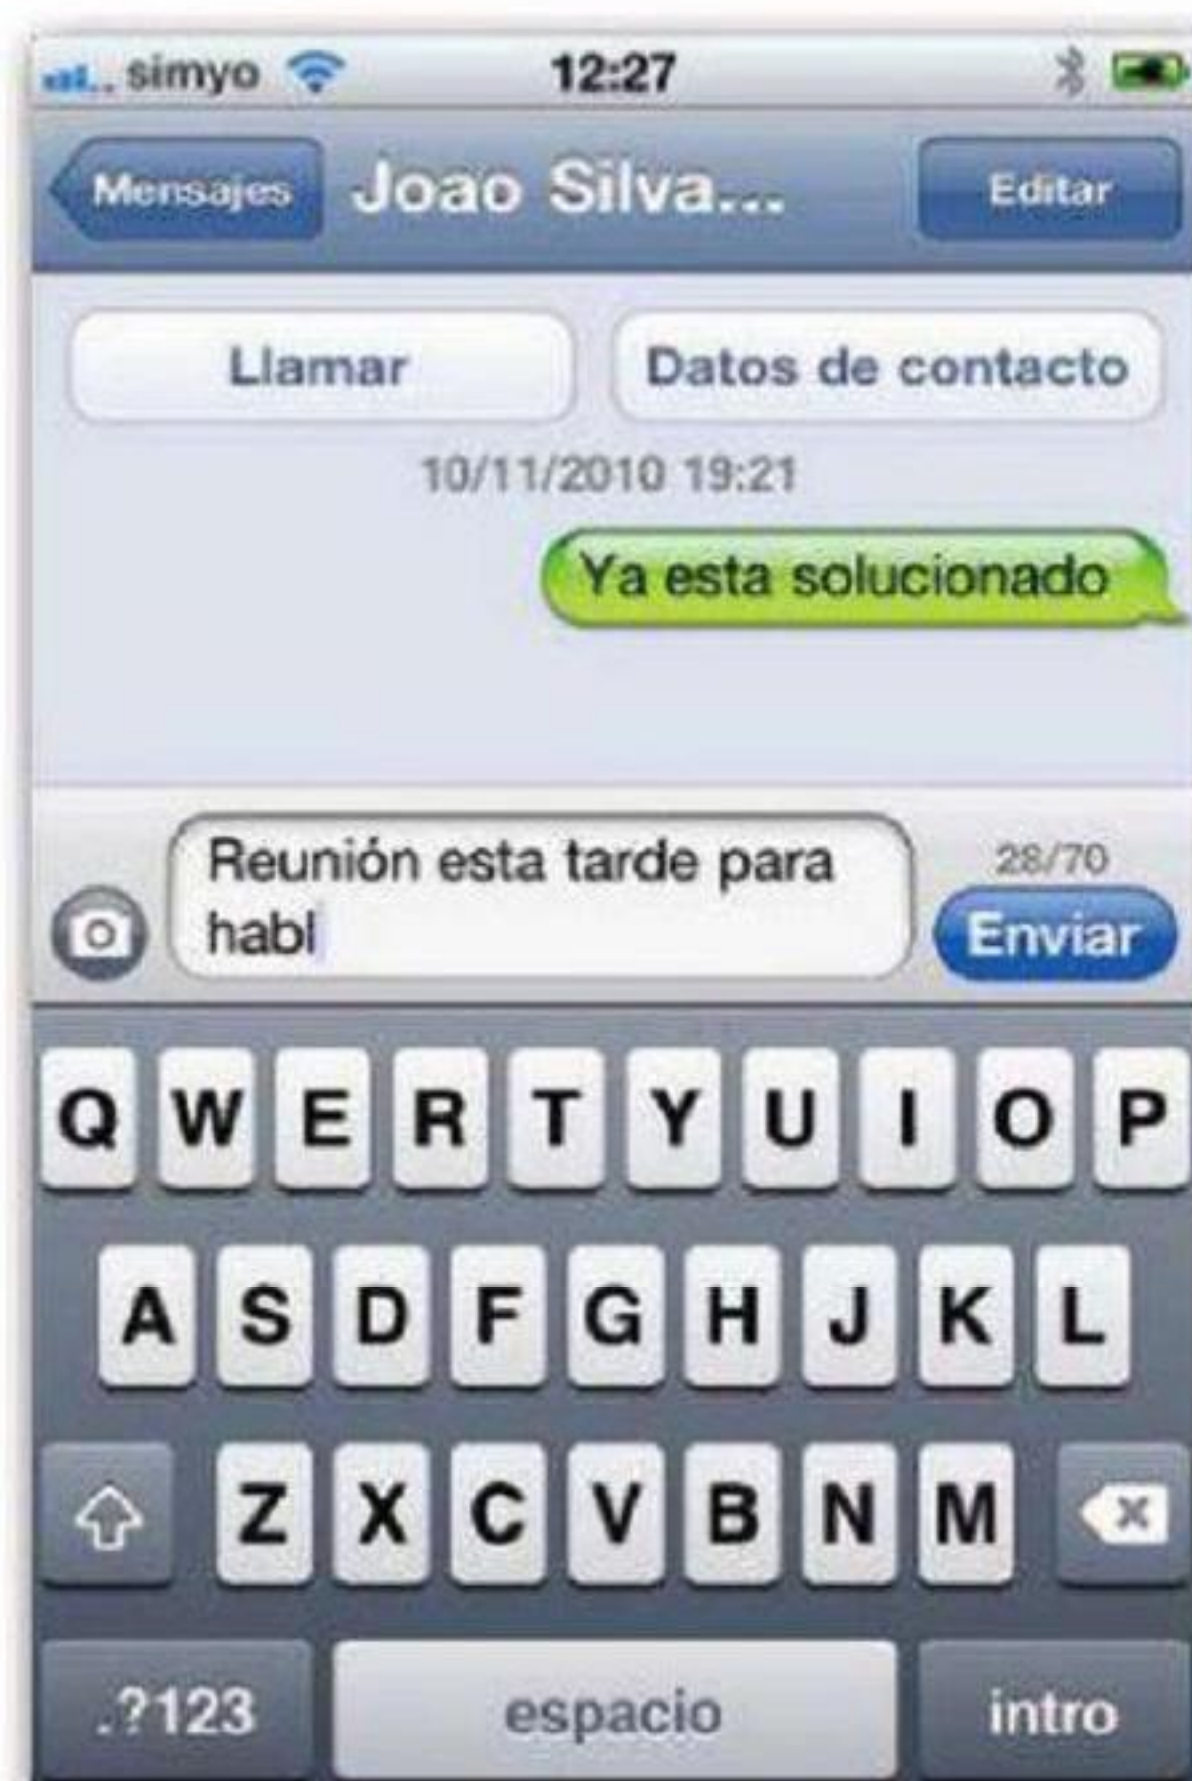 simyo 12:27
Mensajes Joao Silva... Editar
Llamar Datos de contacto
10/11/2010 19:21
Ya esta solucionado
Reunión esta tarde para
habl
28/70
Enviar
Q W E R T Y U I O P
A S D F G H J K L
Z X C V B N M
.?123 espacio intro